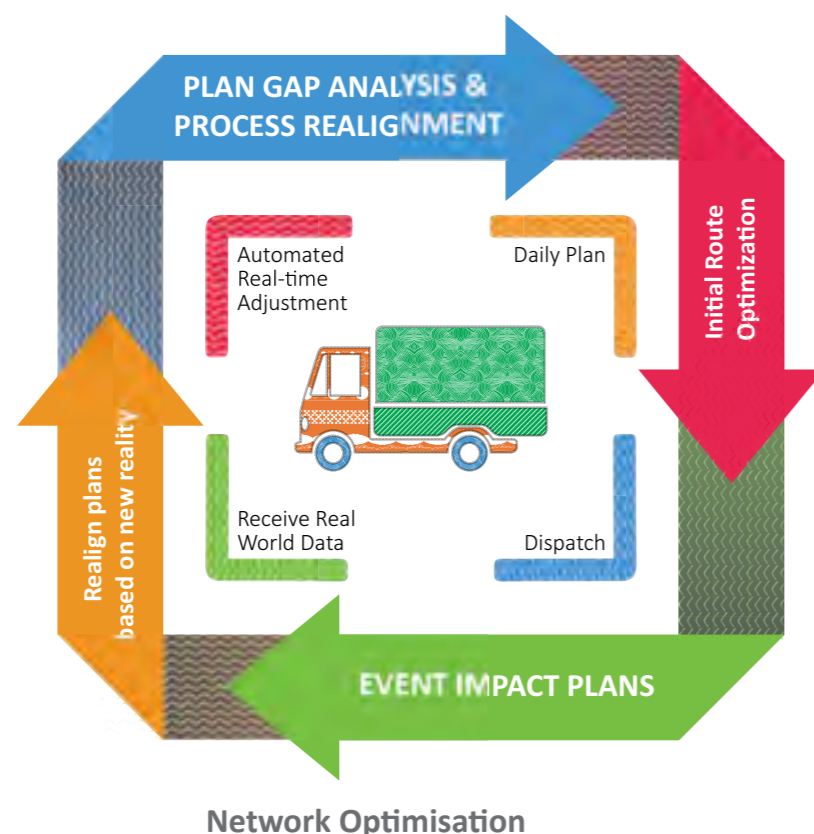 PLAN GAP ANALYSIS &
PROCESS REALIGNMENT
Initial Route
Optimization
Automated
Real-time
Adjustment
Daily Plan
Realign plans
based on new reality
Receive Real
World Data
Dispatch
EVENT IMPACT PLANS
Network Optimisation